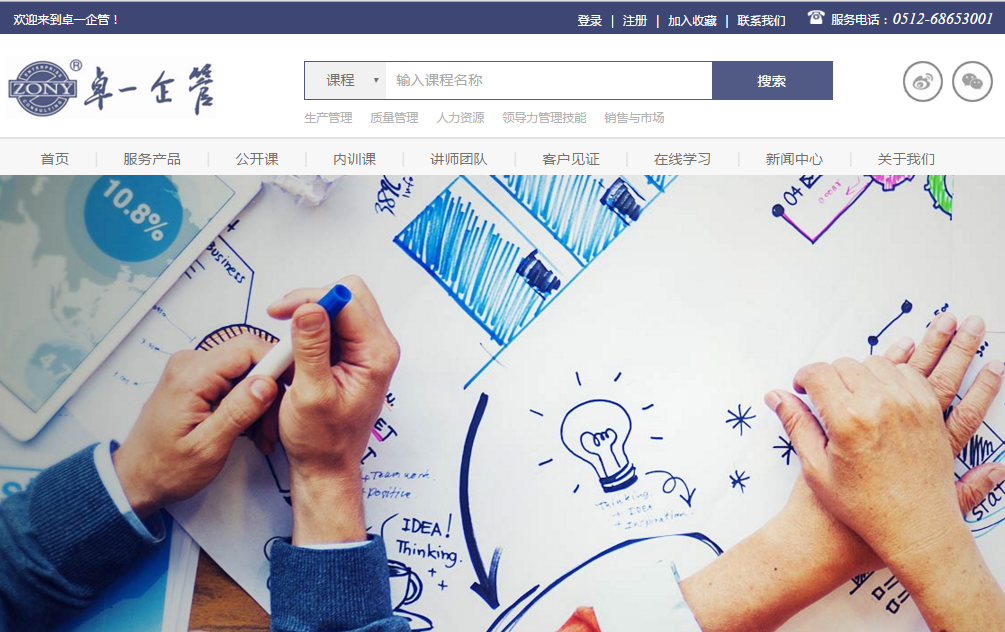 欢迎来到卓一企管！
登录 | 注册 | 加入收藏 | 联系我们 服务电话：0512-68653001
ENTERPRISE
ZONY
CONSULTING
®
卓一企管
课程 ▾ 输入课程名称 搜索
生产管理 质量管理 人力资源 领导力管理技能 销售与市场
首页 | 服务产品 | 公开课 | 内训课 | 讲师团队 | 客户见证 | 在线学习 | 新闻中心 | 关于我们
10.8%
38%
Info.
04
Business
Team work
+Positive
IDEA!
Thinking.
++
Thinking
+ IDEA
+ Inspiration
STAT